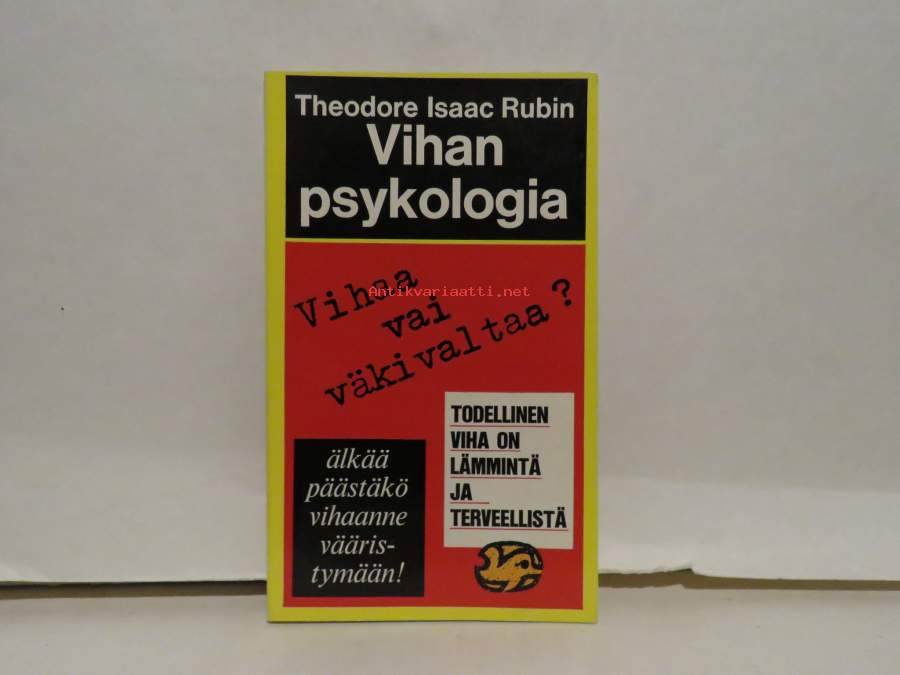 Theodore Isaac Rubin
Vihan
psykologia
Vihaa
Antikvariaatti.net
vai
väkivaltaa?
TODELLINEN
VIHA ON
LÄMMINTÄ
JA
TERVEELLISTÄ
älkää
päästäkö
vihaanne
vääris-
tymään!